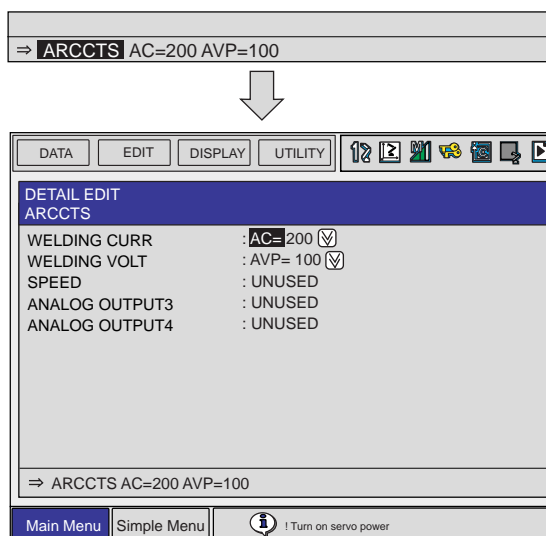 ⇒ ARCCTS AC=200 AVP=100
DATA EDIT DISPLAY UTILITY
DETAIL EDIT
ARCCTS
WELDING CURR : AC= 200
WELDING VOLT : AVP= 100
SPEED : UNUSED
ANALOG OUTPUT3 : UNUSED
ANALOG OUTPUT4 : UNUSED
⇒ ARCCTS AC=200 AVP=100
Main Menu Simple Menu ! Turn on servo power